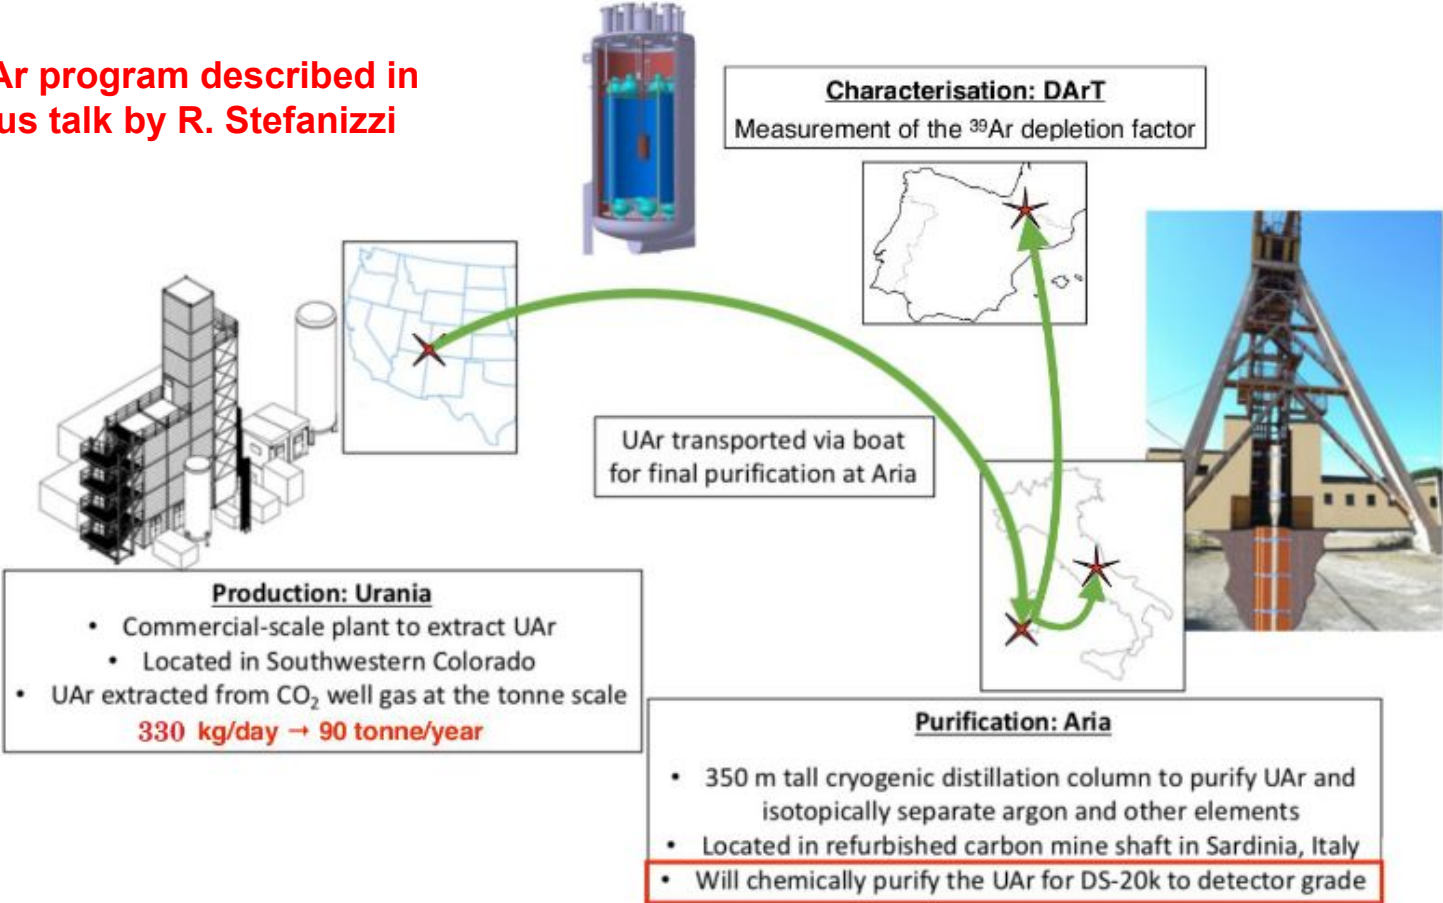 Ar program described in
us talk by R. Stefanizzi
Characterisation: DArT
Measurement of the ³⁹Ar depletion factor
UAr transported via boat
for final purification at Aria
Production: Urania
• Commercial-scale plant to extract UAr
• Located in Southwestern Colorado
• UAr extracted from CO₂ well gas at the tonne scale
330 kg/day → 90 tonne/year
Purification: Aria
• 350 m tall cryogenic distillation column to purify UAr and
isotopically separate argon and other elements
• Located in refurbished carbon mine shaft in Sardinia, Italy
• Will chemically purify the UAr for DS-20k to detector grade